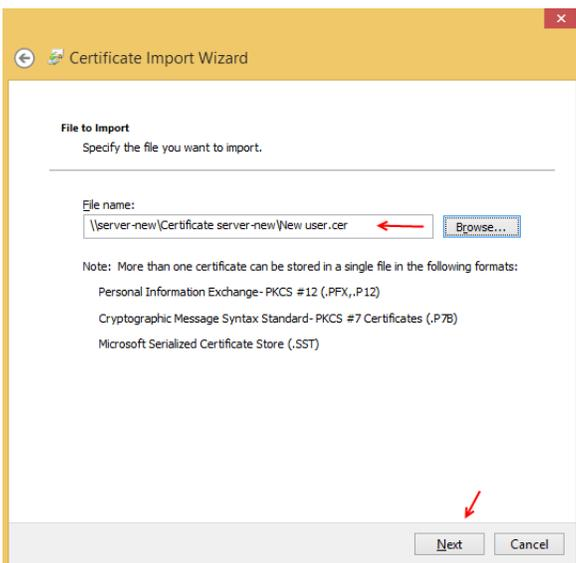 Certificate Import Wizard
File to Import
Specify the file you want to import.
File name:
\\server-new\Certificate server-new\New user.cer
Browse...
Note: More than one certificate can be stored in a single file in the following formats:
Personal Information Exchange- PKCS #12 (.PFX,.P12)
Cryptographic Message Syntax Standard- PKCS #7 Certificates (.P7B)
Microsoft Serialized Certificate Store (.SST)
Next
Cancel